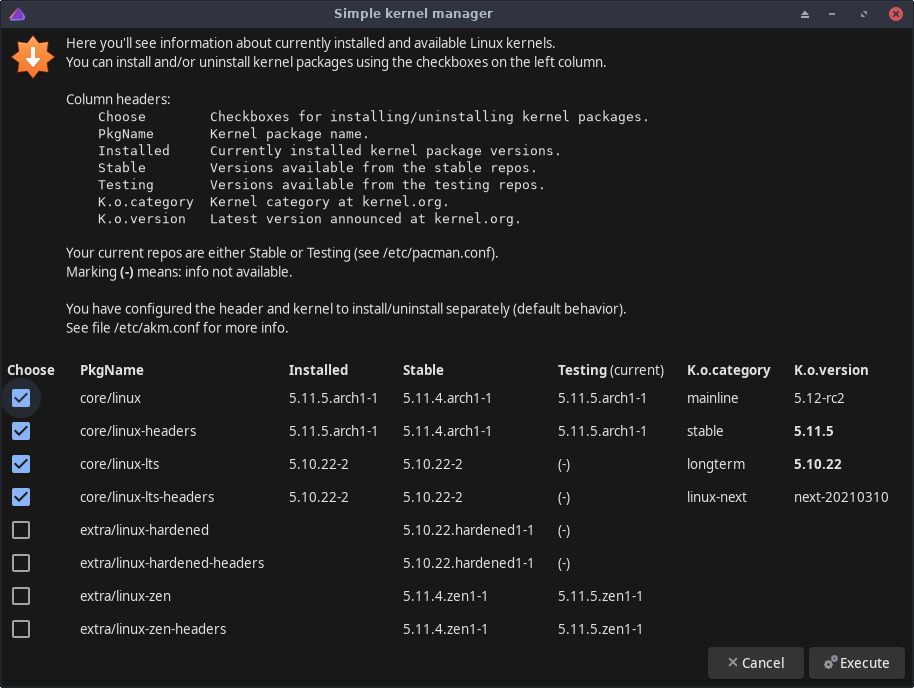 Simple kernel manager
Here you'll see information about currently installed and available Linux kernels.
You can install and/or uninstall kernel packages using the checkboxes on the left column.
Column headers:
Choose Checkboxes for installing/uninstalling kernel packages.
PkgName Kernel package name.
Installed Currently installed kernel package versions.
Stable Versions available from the stable repos.
Testing Versions available from the testing repos.
K.o.category Kernel category at kernel.org.
K.o.version Latest version announced at kernel.org.
Your current repos are either Stable or Testing (see /etc/pacman.conf).
Marking (-) means: info not available.
You have configured the header and kernel to install/uninstall separately (default behavior).
See file /etc/akm.conf for more info.
Choose PkgName Installed Stable Testing (current) K.o.category K.o.version
core/linux 5.11.5.arch1-1 5.11.4.arch1-1 5.11.5.arch1-1 mainline 5.12-rc2
core/linux-headers 5.11.5.arch1-1 5.11.4.arch1-1 5.11.5.arch1-1 stable 5.11.5
core/linux-lts 5.10.22-2 5.10.22-2 (-) longterm 5.10.22
core/linux-lts-headers 5.10.22-2 5.10.22-2 (-) linux-next next-20210310
extra/linux-hardened 5.10.22.hardened1-1 (-)
extra/linux-hardened-headers 5.10.22.hardened1-1 (-)
extra/linux-zen 5.11.4.zen1-1 5.11.5.zen1-1
extra/linux-zen-headers 5.11.4.zen1-1 5.11.5.zen1-1
Cancel Execute